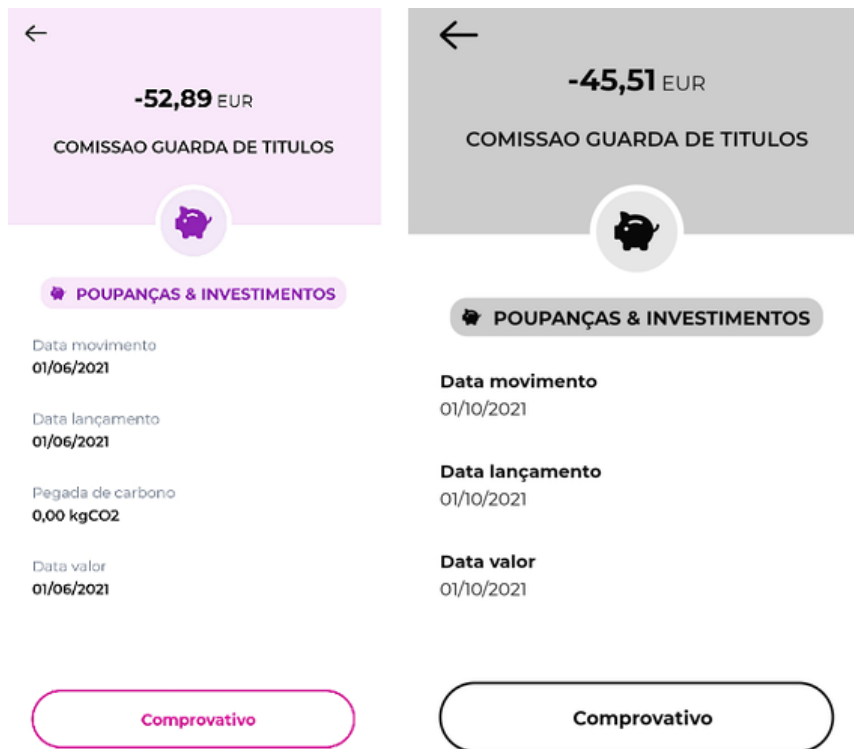 -52,89 EUR
COMISSAO GUARDA DE TITULOS
POUPANÇAS & INVESTIMENTOS
Data movimento
01/06/2021
Data lançamento
01/06/2021
Pegada de carbono
0,00 kgCO2
Data valor
01/06/2021
Comprovativo
-45,51 EUR
COMISSAO GUARDA DE TITULOS
POUPANÇAS & INVESTIMENTOS
Data movimento
01/10/2021
Data lançamento
01/10/2021
Data valor
01/10/2021
Comprovativo